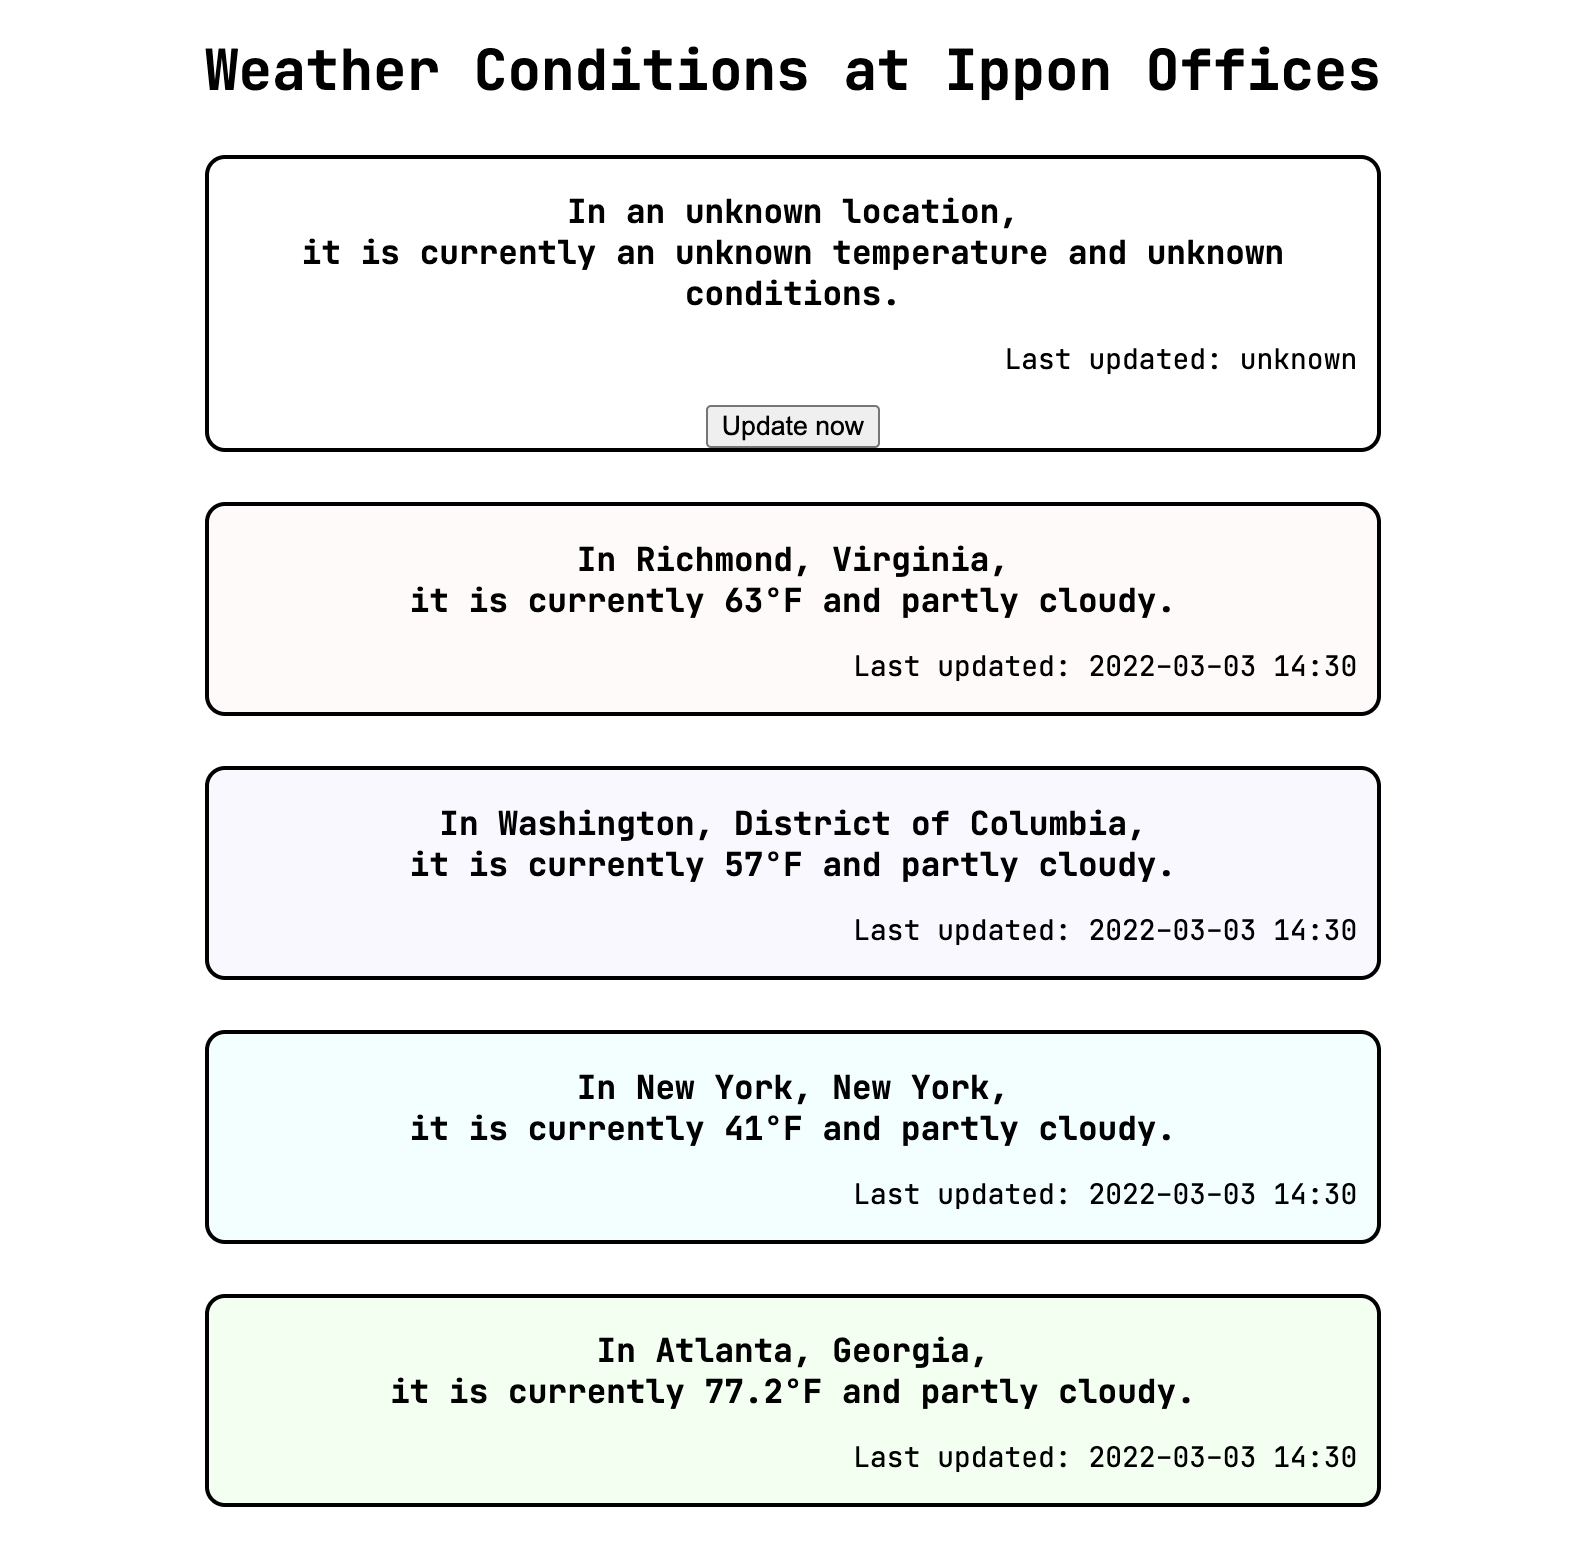 Weather Conditions at Ippon Offices
In an unknown location,
it is currently an unknown temperature and unknown
conditions.
Last updated: unknown
Update now
In Richmond, Virginia,
it is currently 63°F and partly cloudy.
Last updated: 2022-03-03 14:30
In Washington, District of Columbia,
it is currently 57°F and partly cloudy.
Last updated: 2022-03-03 14:30
In New York, New York,
it is currently 41°F and partly cloudy.
Last updated: 2022-03-03 14:30
In Atlanta, Georgia,
it is currently 77.2°F and partly cloudy.
Last updated: 2022-03-03 14:30